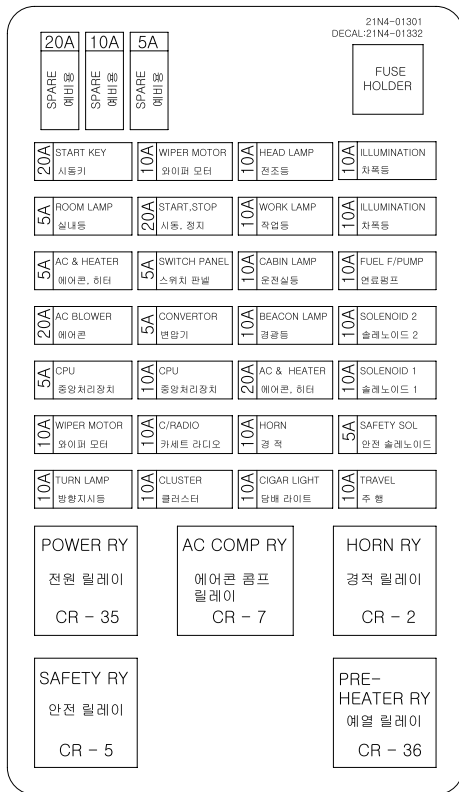 21N4-01301
DECAL:21N4-01332
20A 10A 5A
SPARE 예비용
SPARE 예비용
SPARE 예비용
FUSE
HOLDER
20A START KEY
시동키
10A WIPER MOTOR
와이퍼 모터
10A HEAD LAMP
전조등
10A ILLUMINATION
차폭등
5A ROOM LAMP
실내등
20A START,STOP
시동, 정지
10A WORK LAMP
작업등
10A ILLUMINATION
차폭등
5A AC & HEATER
에어콘, 히터
5A SWITCH PANEL
스위치 판넬
10A CABIN LAMP
운전실등
10A FUEL F/PUMP
연료펌프
20A AC BLOWER
에어콘
5A CONVERTOR
변압기
10A BEACON LAMP
경광등
10A SOLENOID 2
솔레노이드 2
5A CPU
중앙처리장치
10A CPU
중앙처리장치
20A AC & HEATER
에어콘, 히터
10A SOLENOID 1
솔레노이드 1
10A WIPER MOTOR
와이퍼 모터
10A C/RADIO
카세트 라디오
10A HORN
경 적
5A SAFETY SOL
안전 솔레노이드
10A TURN LAMP
방향지시등
10A CLUSTER
클러스터
10A CIGAR LIGHT
담배 라이트
10A TRAVEL
주 행
POWER RY
전원 릴레이
CR - 35
AC COMP RY
에어콘 콤프
릴레이
CR - 7
HORN RY
경적 릴레이
CR - 2
SAFETY RY
안전 릴레이
CR - 5
PRE-
HEATER RY
예열 릴레이
CR - 36